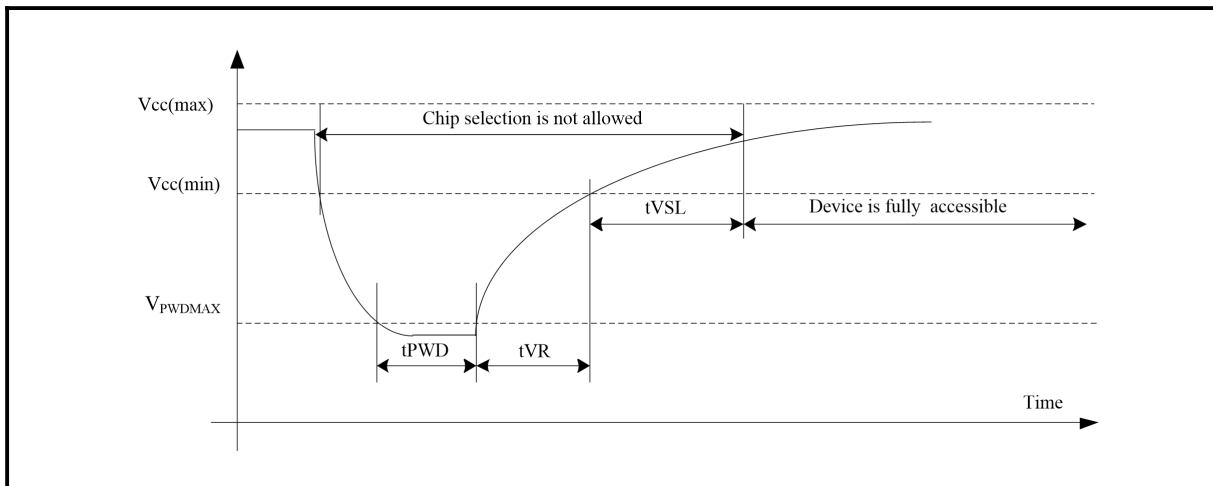 Vcc(max)
Chip selection is not allowed
Vcc(min)
tVSL
Device is fully accessible
VPWDMAX
tPWD
tVR
Time